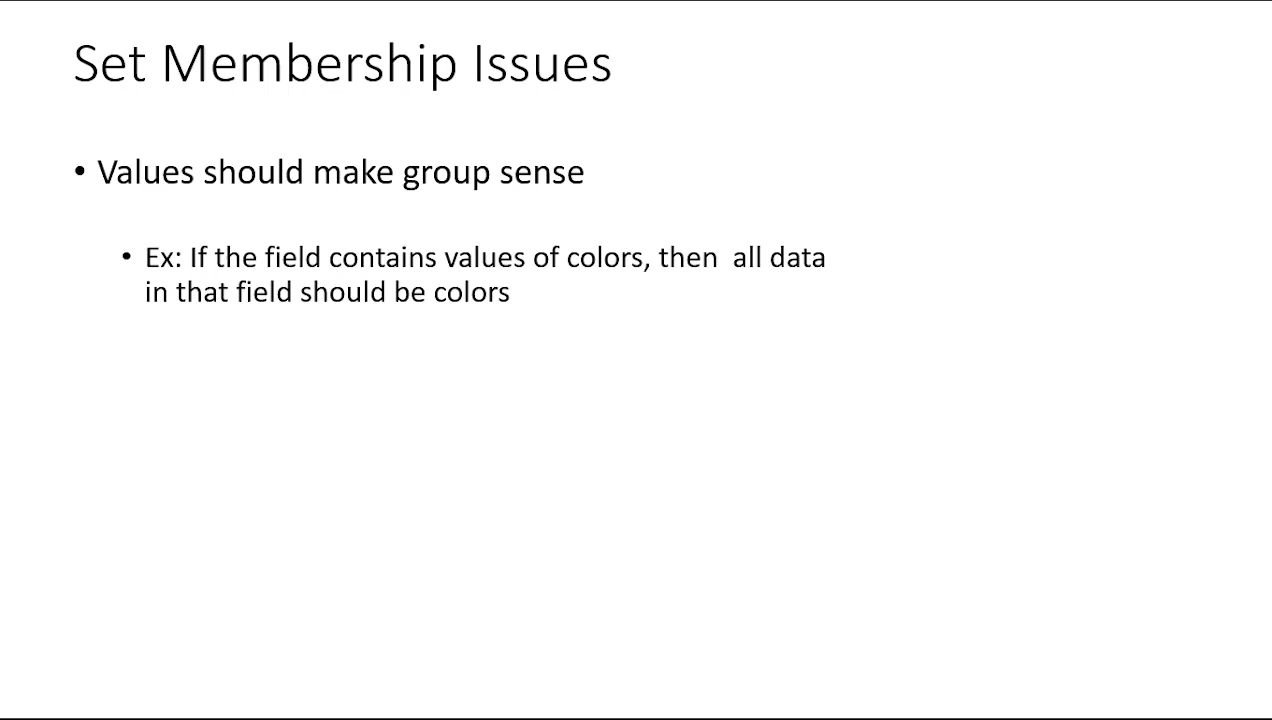 Set Membership Issues
• Values should make group sense
• Ex: If the field contains values of colors, then  all data
in that field should be colors